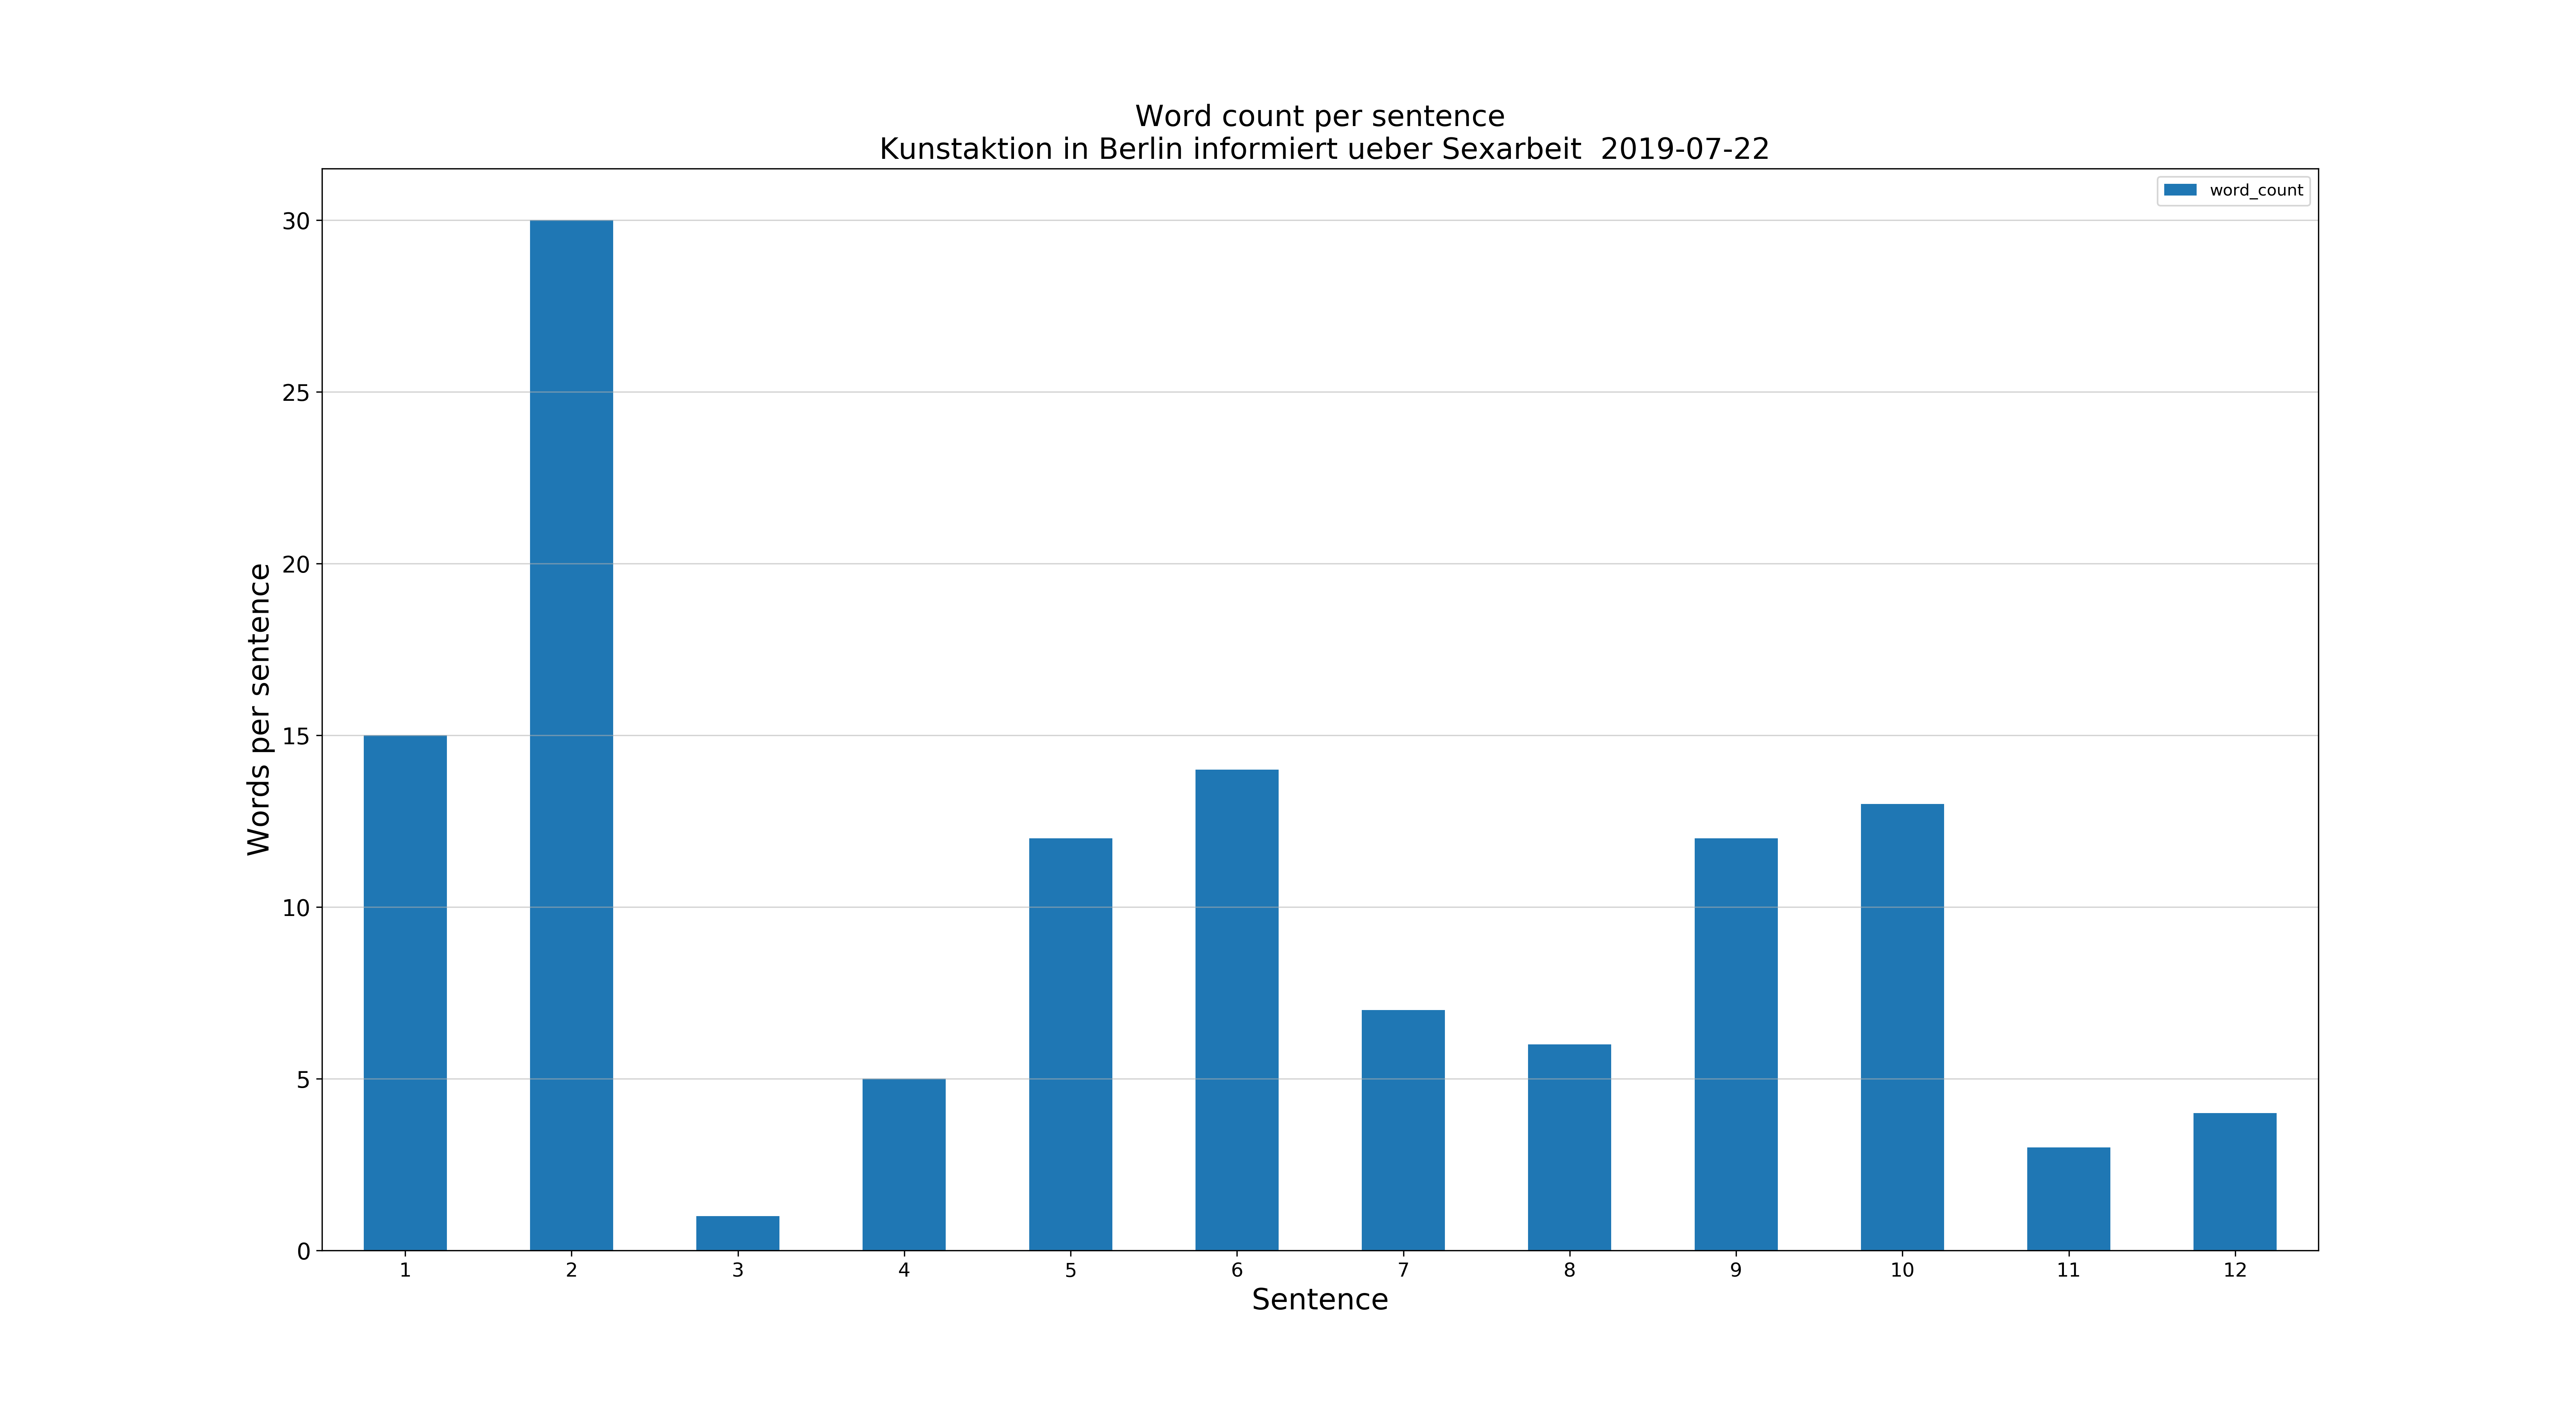 Word count per sentence
Kunstaktion in Berlin informiert ueber Sexarbeit  2019-07-22
word_count
30
25
20
15
10
5
0
Words per sentence
1 2 3 4 5 6 7 8 9 10 11 12
Sentence